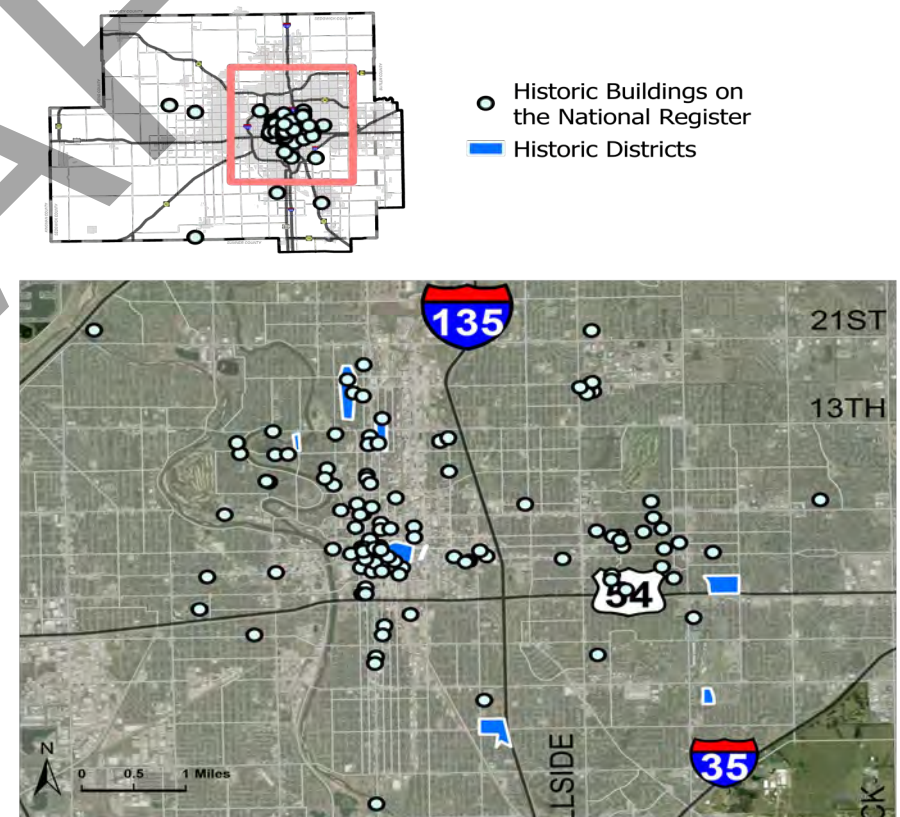 Historic Buildings on
the National Register
Historic Districts
135
21ST
13TH
54
LLSIDE
35
CK-
N
0 0.5 1 Miles